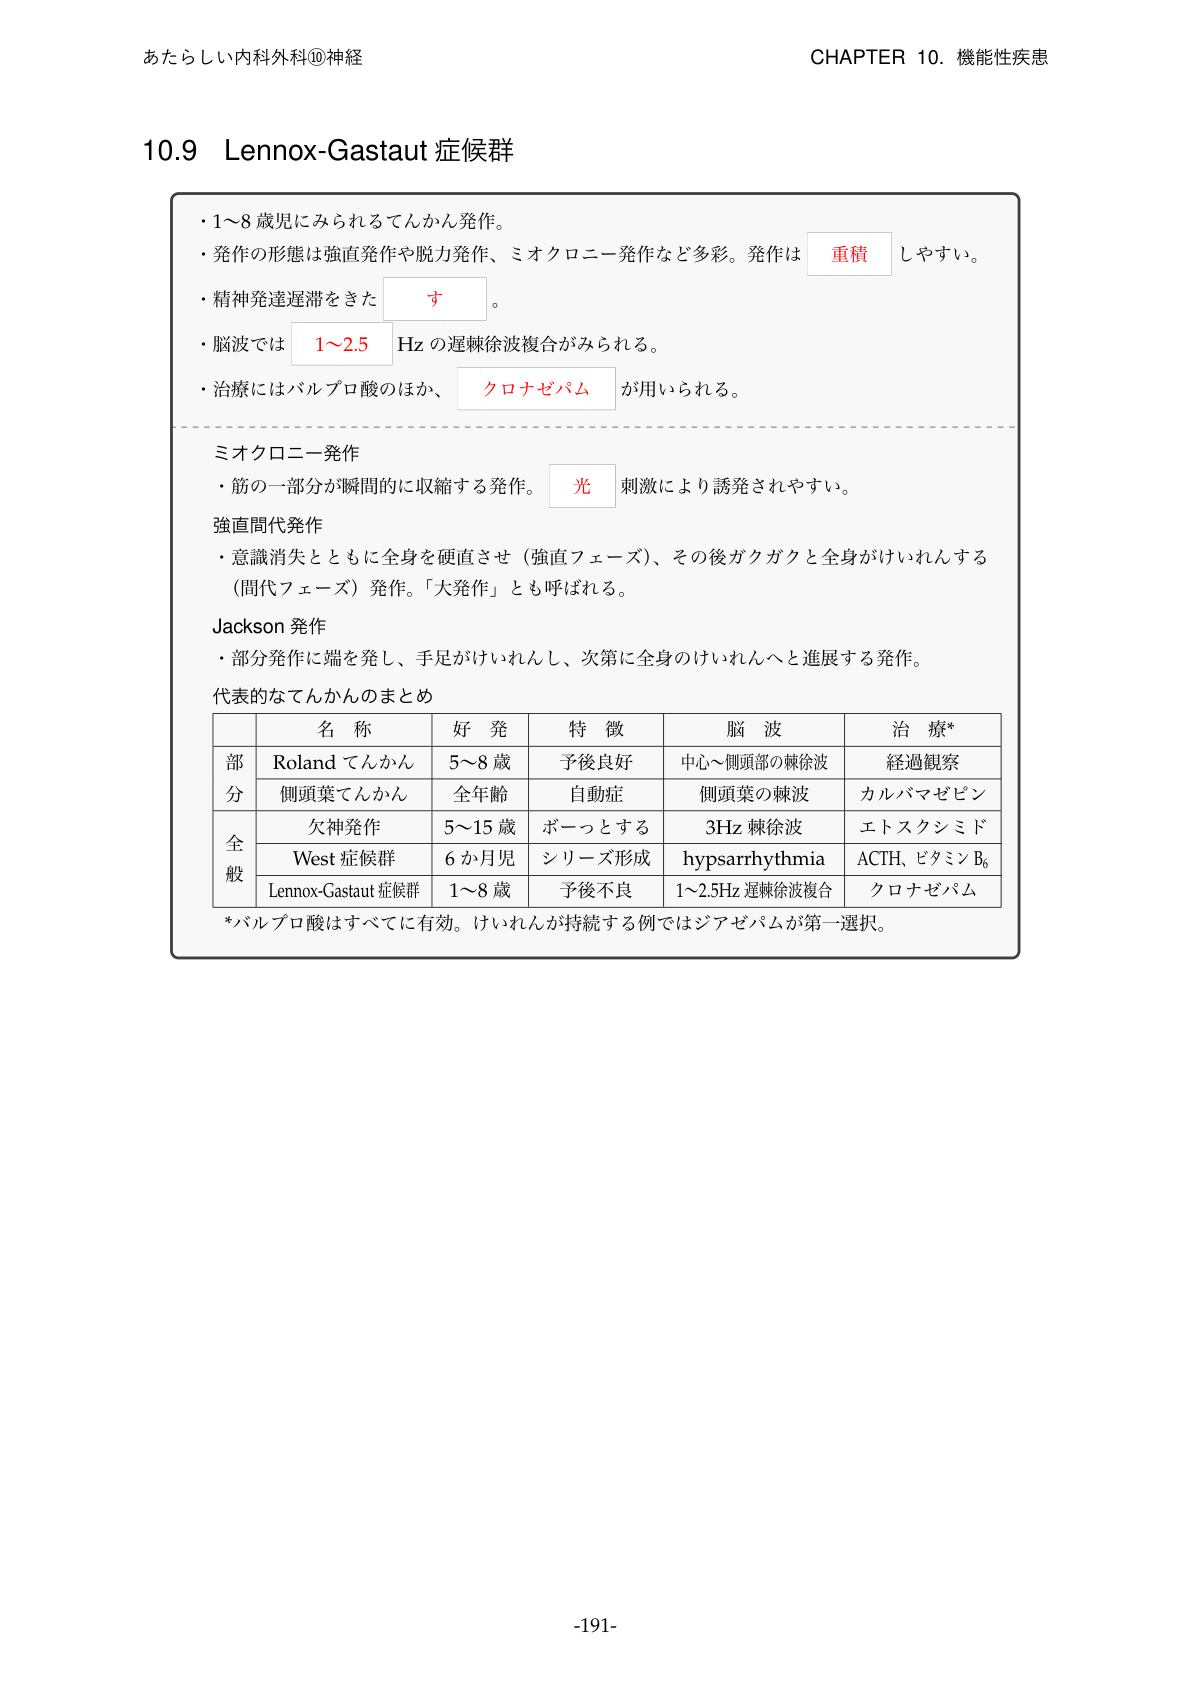 あたらしい内科外科⑩神経 CHAPTER 10. 機能性疾患
10.9 Lennox-Gastaut 症候群
・1〜8 歳児にみられるてんかん発作。
・発作の形態は強直発作や脱力発作、ミオクロニー発作など多彩。発作は 重積 しやすい。
・精神発達遅滞をきた す 。
・脳波では 1〜2.5 Hz の遅棘徐波複合がみられる。
・治療にはバルプロ酸のほか、 クロナゼパム が用いられる。
ミオクロニー発作
・筋の一部分が瞬間的に収縮する発作。 光 刺激により誘発されやすい。
強直間代発作
・意識消失とともに全身を硬直させ（強直フェーズ）、その後ガクガクと全身がけいれんする
（間代フェーズ）発作。「大発作」とも呼ばれる。
Jackson 発作
・部分発作に端を発し、手足がけいれんし、次第に全身のけいれんへと進展する発作。
代表的なてんかんのまとめ
名 称 好 発 特 徴 脳 波 治 療*
部分 Roland てんかん 5〜8 歳 予後良好 中心〜側頭部の棘徐波 経過観察
側頭葉てんかん 全年齢 自動症 側頭葉の棘波 カルバマゼピン
全般 欠神発作 5〜15 歳 ボーっとする 3Hz 棘徐波 エトスクシミド
West 症候群 6 か月児 シリーズ形成 hypsarrhythmia ACTH、ビタミン B₆
Lennox-Gastaut 症候群 1〜8 歳 予後不良 1〜2.5Hz 遅棘徐波複合 クロナゼパム
*バルプロ酸はすべてに有効。けいれんが持続する例ではジアゼパムが第一選択。
-191-